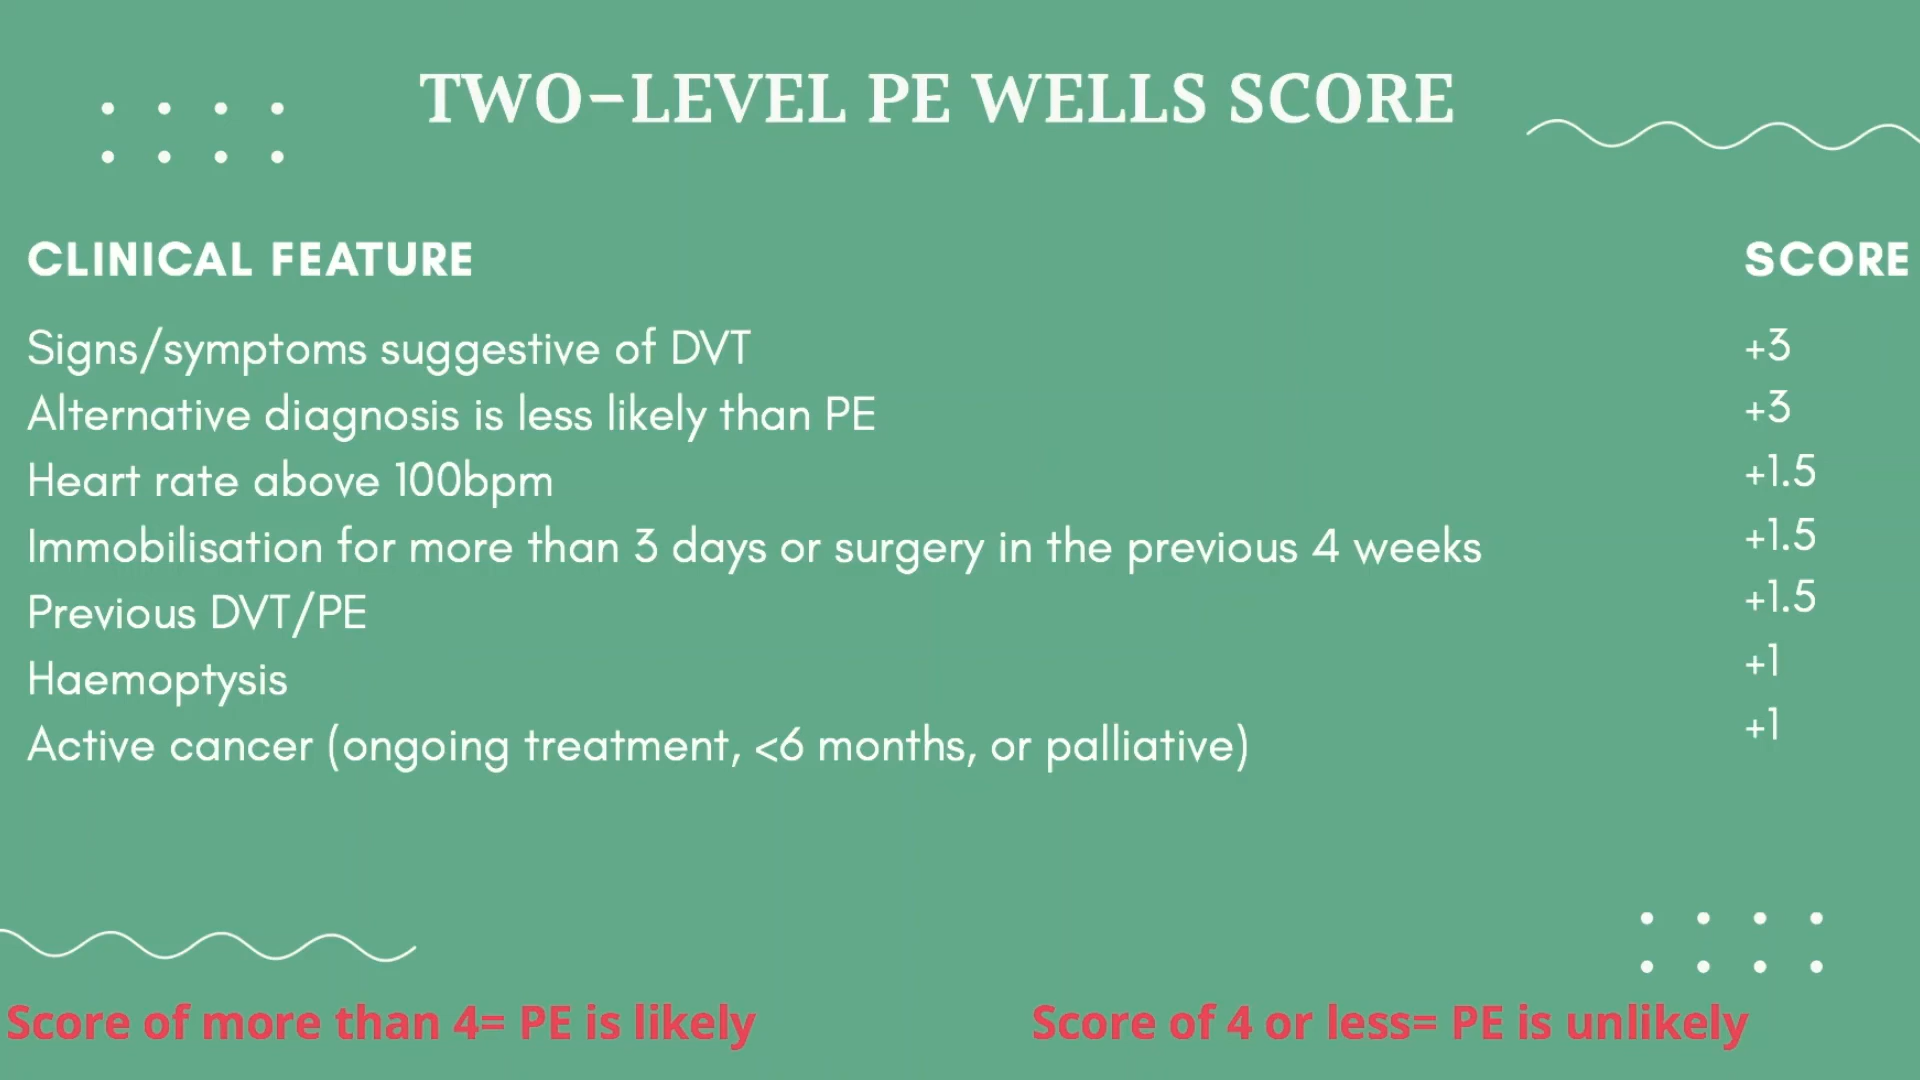 TWO-LEVEL PE WELLS SCORE
CLINICAL FEATURE SCORE
Signs/symptoms suggestive of DVT +3
Alternative diagnosis is less likely than PE +3
Heart rate above 100bpm +1.5
Immobilisation for more than 3 days or surgery in the previous 4 weeks +1.5
Previous DVT/PE +1.5
Haemoptysis +1
Active cancer (ongoing treatment, <6 months, or palliative) +1
Score of more than 4= PE is likely Score of 4 or less= PE is unlikely